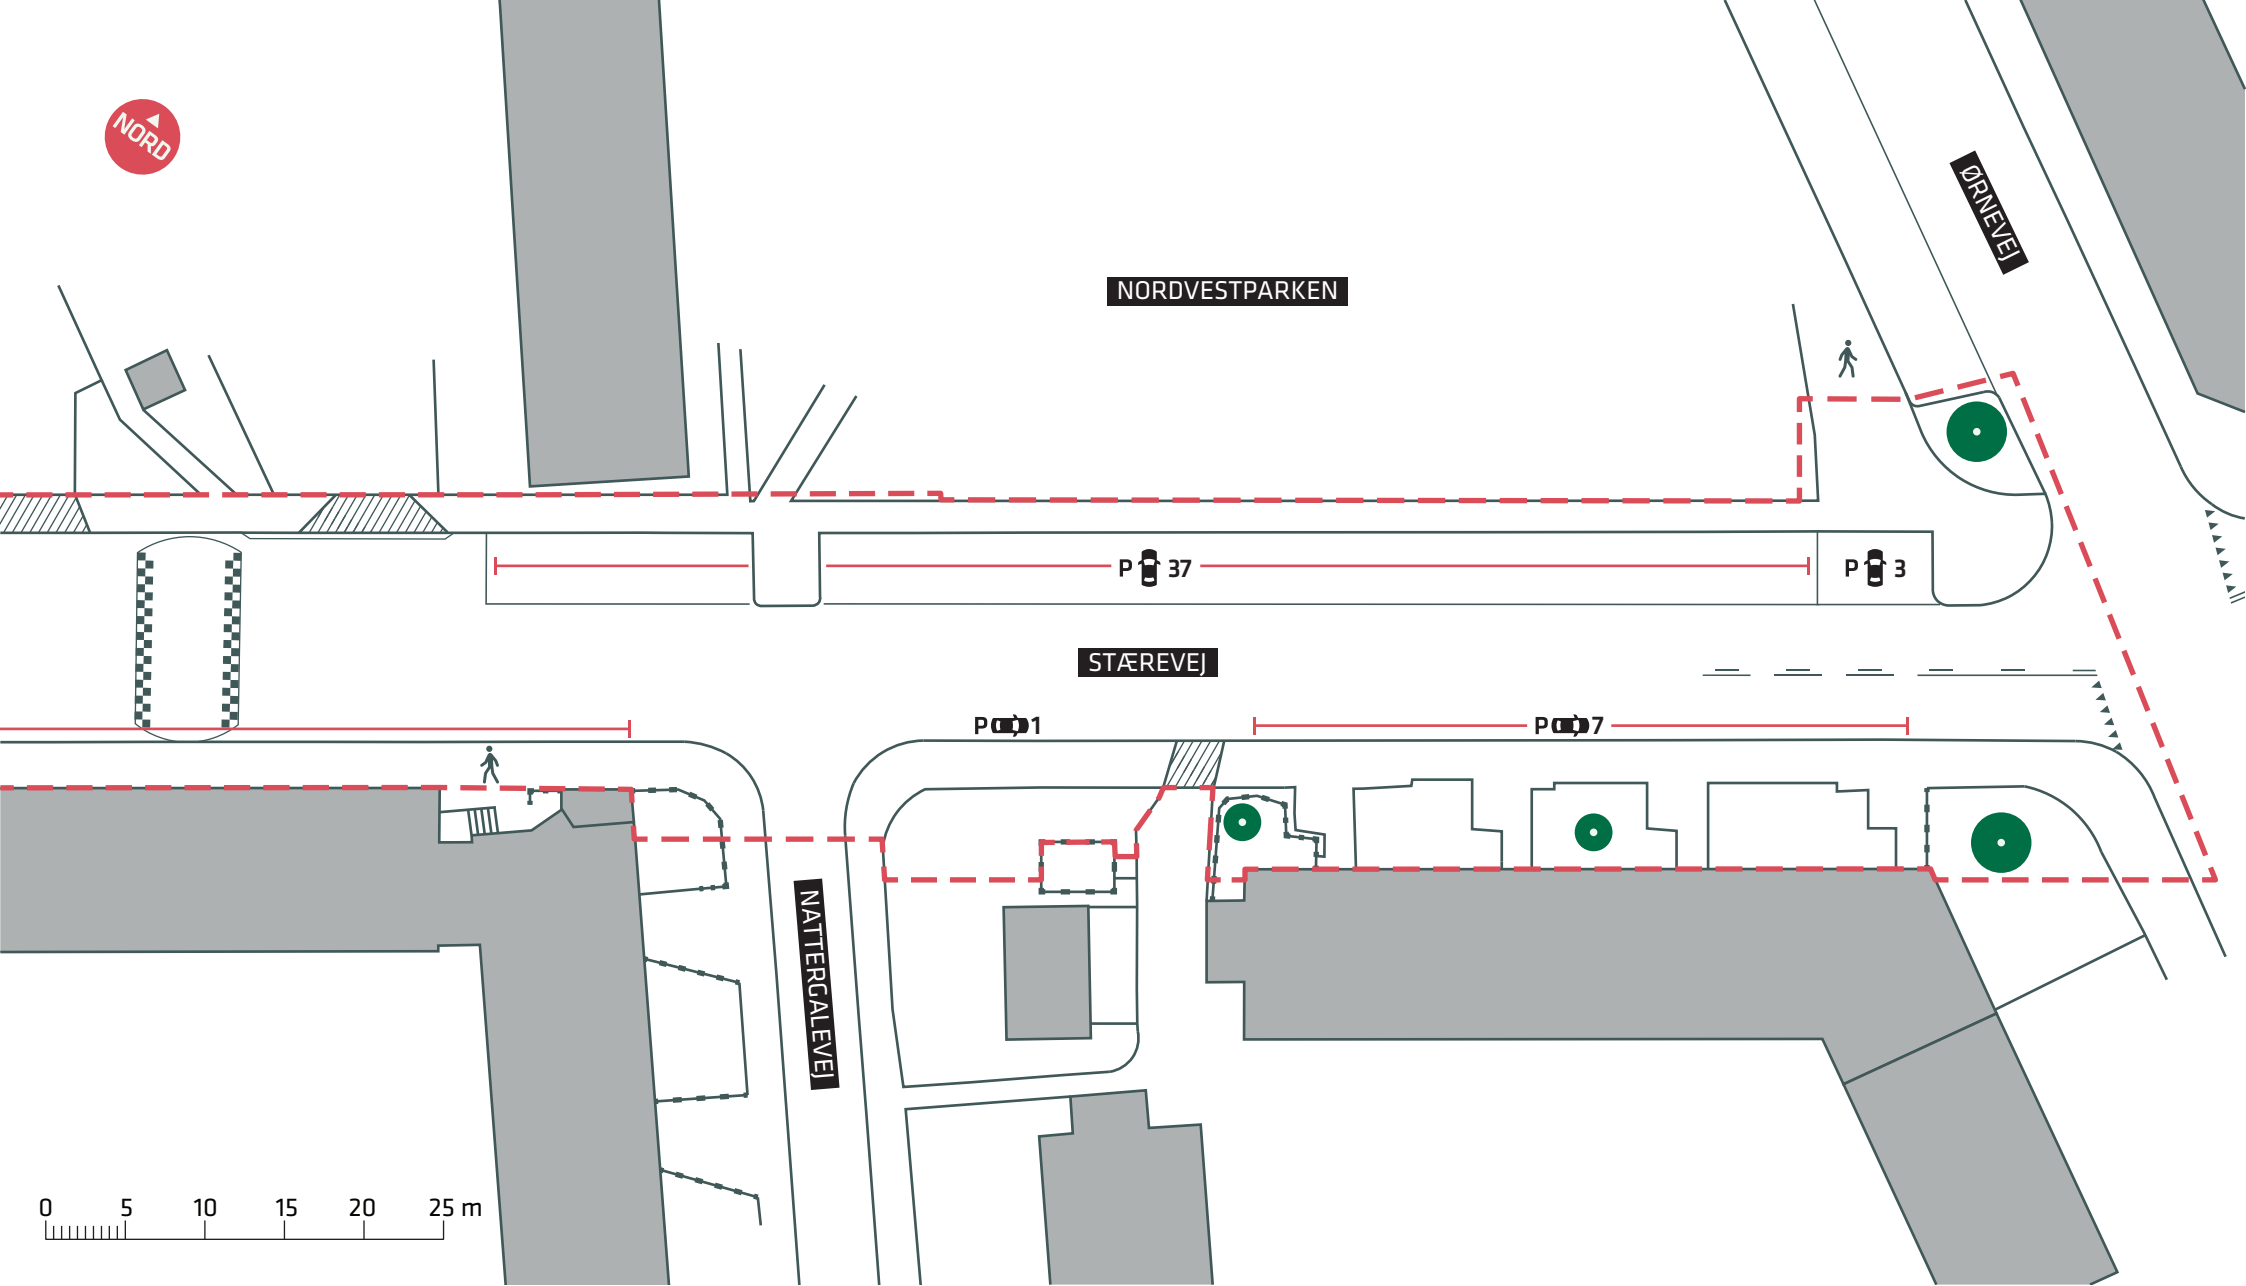 NORD
ØRNEVEJ
NORDVESTPARKEN
P 37
P 3
STÆREVEJ
P 1
P 7
NATTERGALEVEJ
0 5 10 15 20 25 m